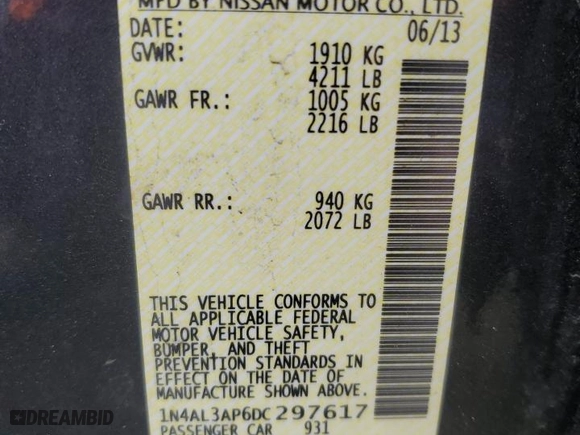 MFD BY NISSAN MOTOR CO., LTD.
DATE: 06/13
GVWR: 1910 KG
4211 LB
GAWR FR.: 1005 KG
2216 LB
GAWR RR.: 940 KG
2072 LB
THIS VEHICLE CONFORMS TO
ALL APPLICABLE FEDERAL
MOTOR VEHICLE SAFETY,
BUMPER, AND THEFT
PREVENTION STANDARDS IN
EFFECT ON THE DATE OF
MANUFACTURE SHOWN ABOVE.
1N4AL3AP6DC297617
PASSENGER CAR 931
DREAMBID